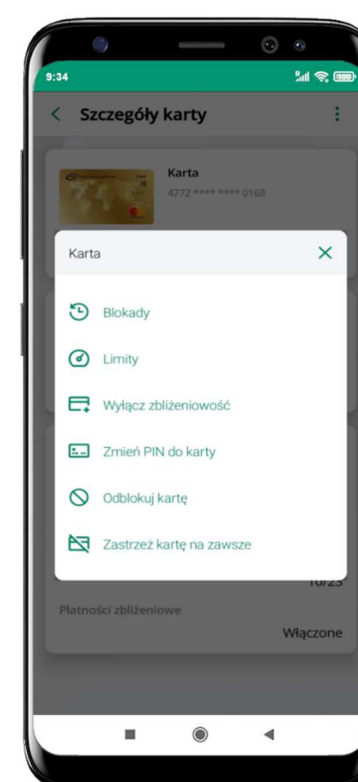 9:34
Szczegóły karty
Karta
4772 **** **** 0168
Karta
Blokady
Limity
Wyłącz zbliżeniowość
Zmień PIN do karty
Odblokuj kartę
Zastrzeż kartę na zawsze
10/23
Płatności zbliżeniowe
Włączone